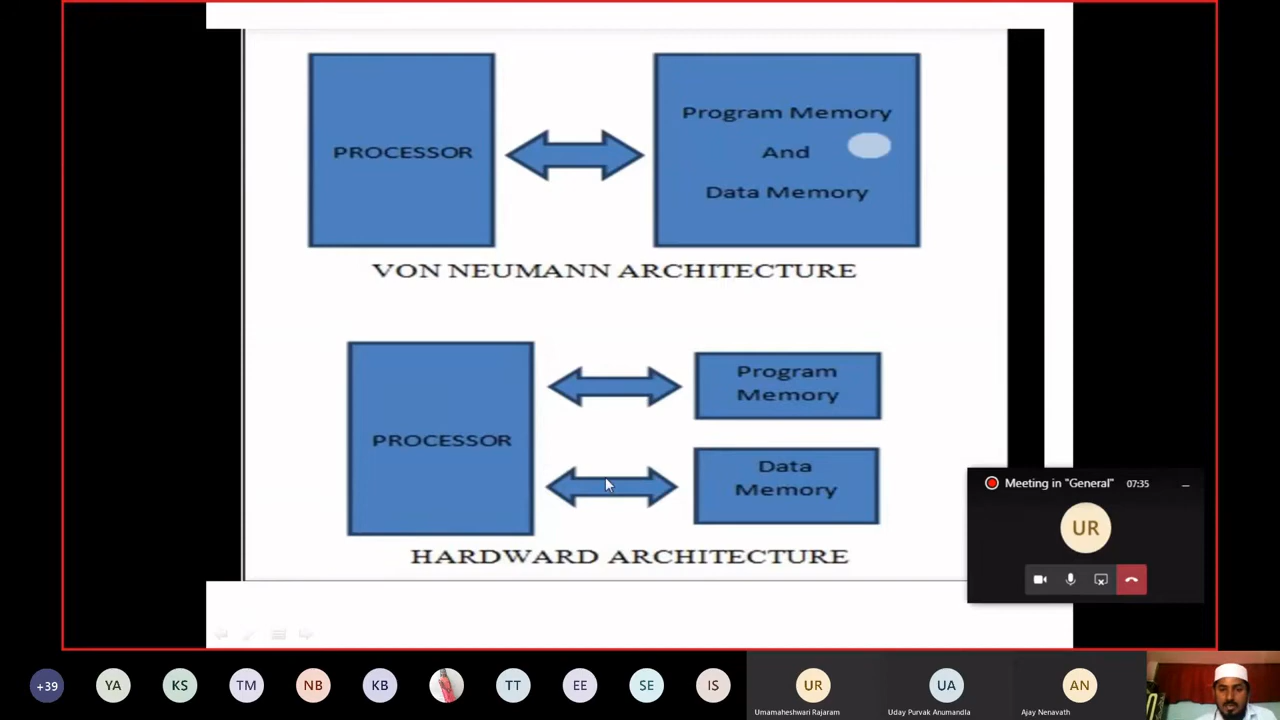 PROCESSOR
Program Memory
And
Data Memory
VON NEUMANN ARCHITECTURE
PROCESSOR
Program
Memory
Data
Memory
HARDWARD ARCHITECTURE
Meeting in "General" 07:35
UR
+39 YA KS TM NB KB TT EE SE IS UR UA AN
Umamaheshwari Rajaram Uday Purvak Anumandla Ajay Nenavath